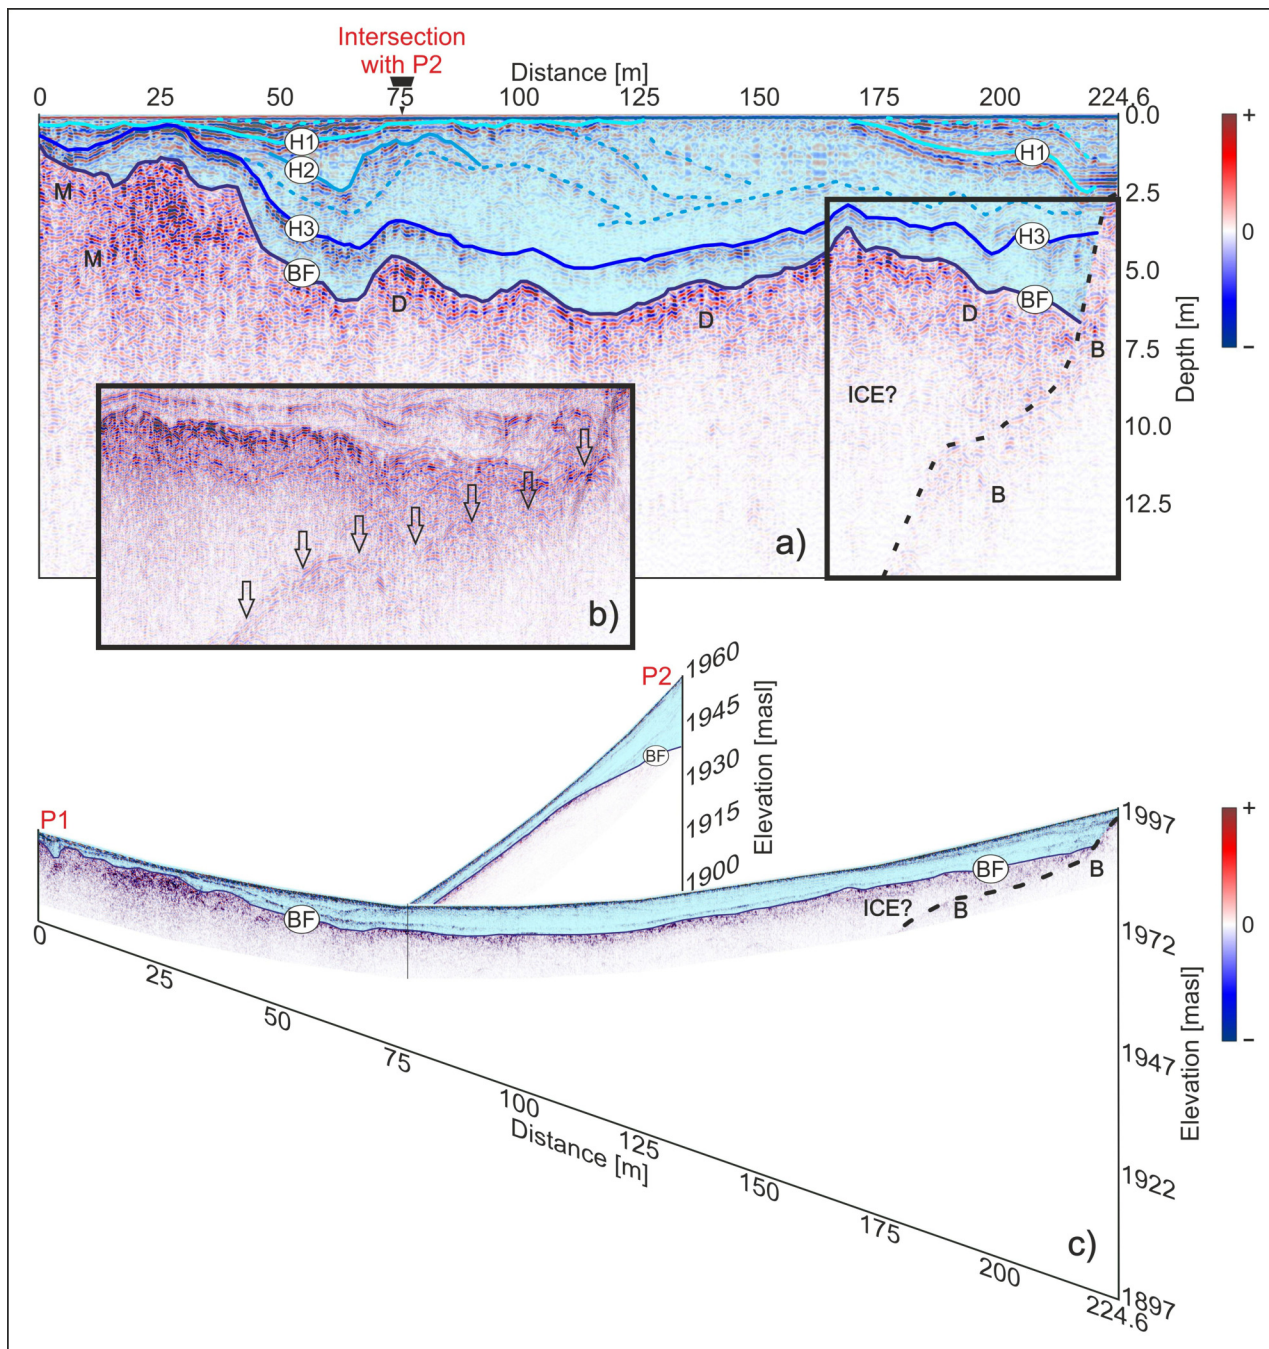 Intersection
with P2
Distance [m]
0 25 50 75 100 125 150 175 200 224.6
0.0
+
H1
H1
H2
2.5
M
0
H3
H3
M
BF
5.0
BF
D
D
D
Depth [m]
7.5
B
–
ICE?
10.0
B
12.5
a)
b)
P2
1960
1945
BF
1930
Elevation [masl]
1915
1900
P1
1997
+
BF
B
ICE?
B
BF
0
1972
0
25
50
Elevation [masl]
–
75
1947
100
Distance [m]
125
150
1922
175
c)
200
1897
224.6